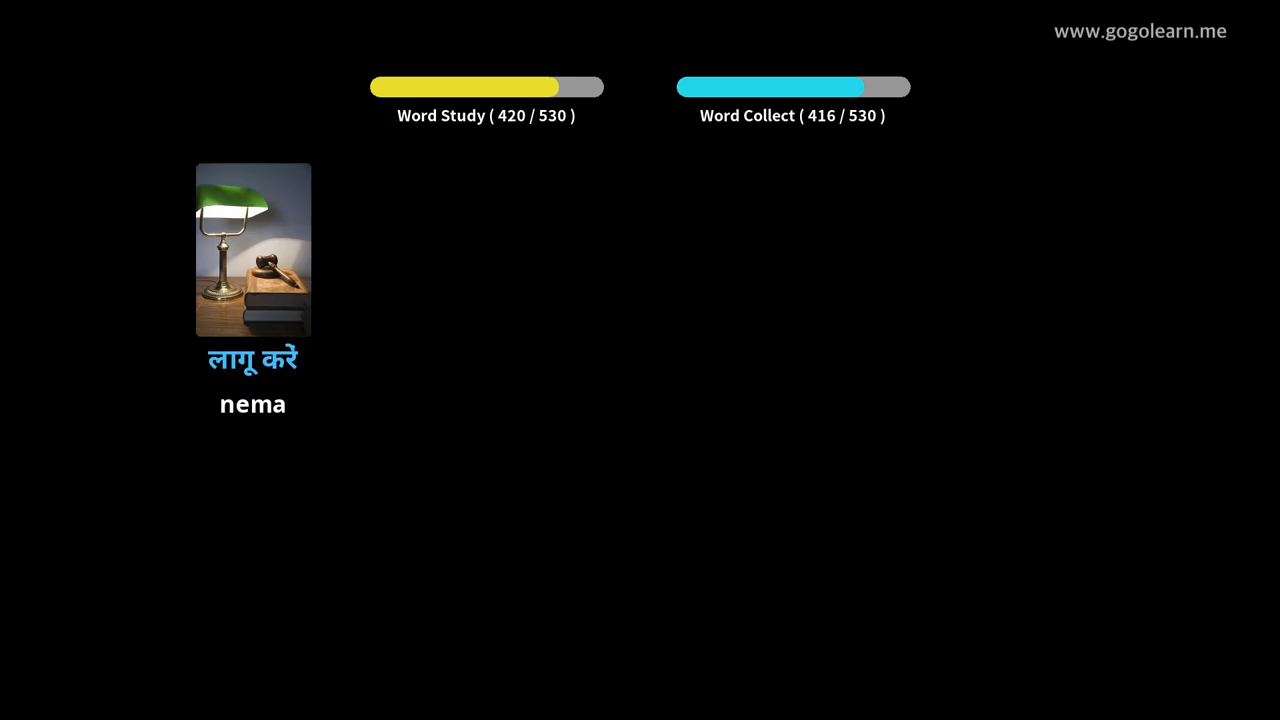 www.gogolearn.me
Word Study ( 420 / 530 )
Word Collect ( 416 / 530 )
लागू करें
nema